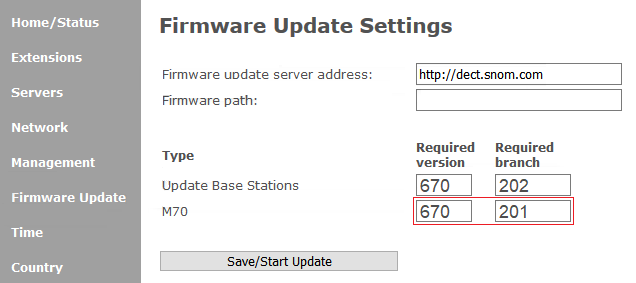 Home/Status
Extensions
Servers
Network
Management
Firmware Update
Time
Country
Firmware Update Settings
Firmware update server address: http://dect.snom.com
Firmware path:
Type Required version Required branch
Update Base Stations 670 202
M70 670 201
Save/Start Update